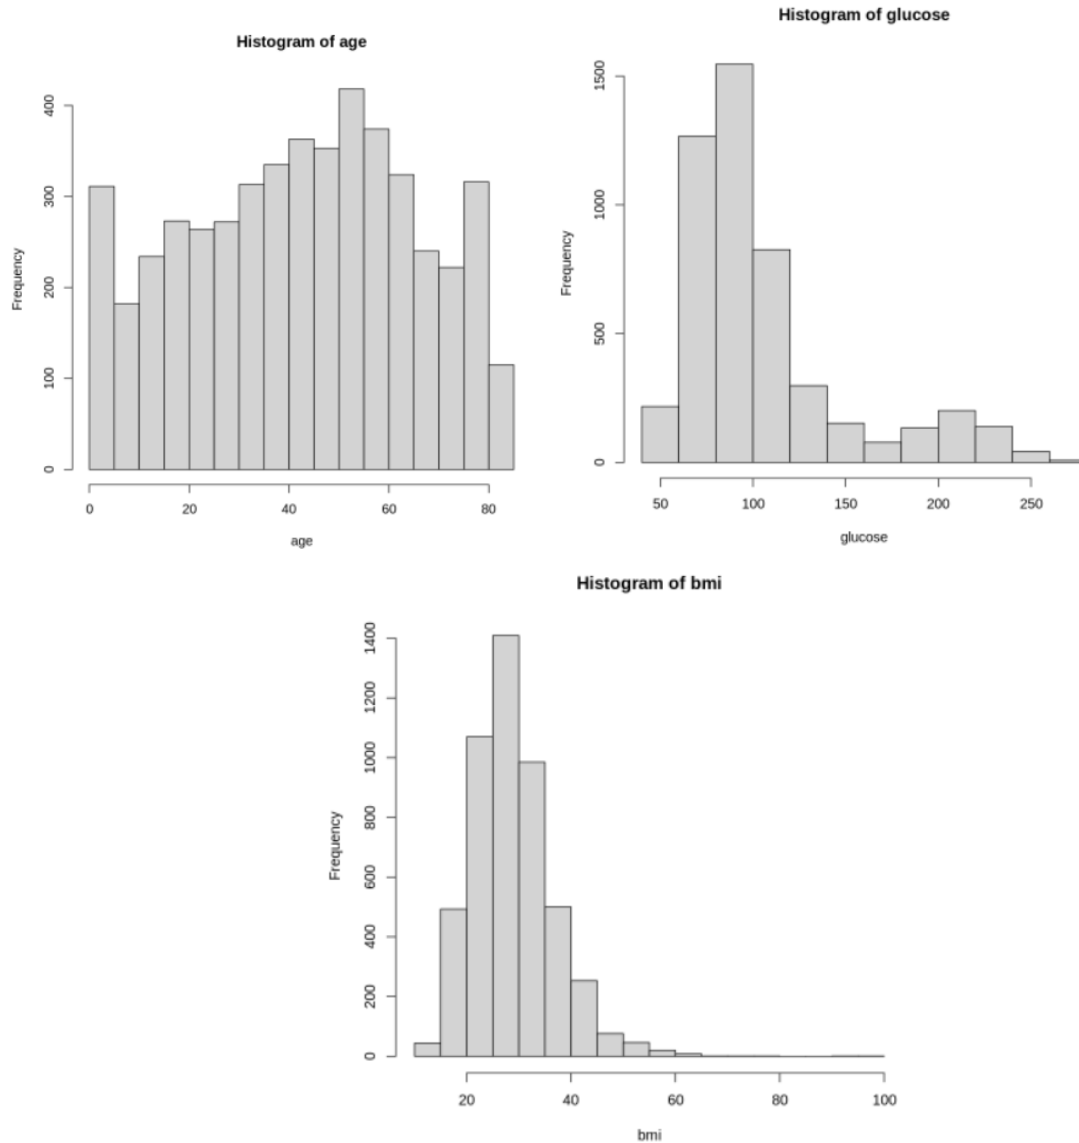 Histogram of age
Frequency
400
300
200
100
0
0 20 40 60 80
age
Histogram of glucose
Frequency
1500
1000
500
0
50 100 150 200 250
glucose
Histogram of bmi
Frequency
1400
1200
1000
800
600
400
200
0
20 40 60 80 100
bmi